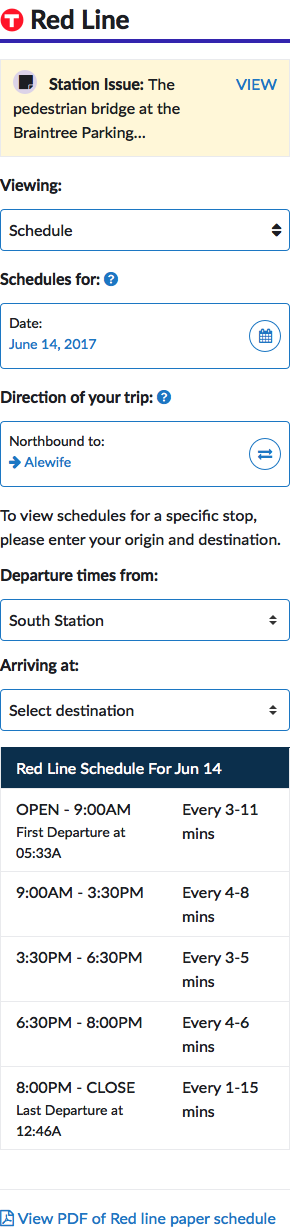 T Red Line
Station Issue: The VIEW
pedestrian bridge at the
Braintree Parking...
Viewing:
Schedule
Schedules for: ?
Date:
June 14, 2017
Direction of your trip: ?
Northbound to:
Alewife
To view schedules for a specific stop,
please enter your origin and destination.
Departure times from:
South Station
Arriving at:
Select destination
Red Line Schedule For Jun 14
OPEN - 9:00AM Every 3-11
First Departure at mins
05:33A
9:00AM - 3:30PM Every 4-8
mins
3:30PM - 6:30PM Every 3-5
mins
6:30PM - 8:00PM Every 4-6
mins
8:00PM - CLOSE Every 1-15
Last Departure at mins
12:46A
View PDF of Red line paper schedule